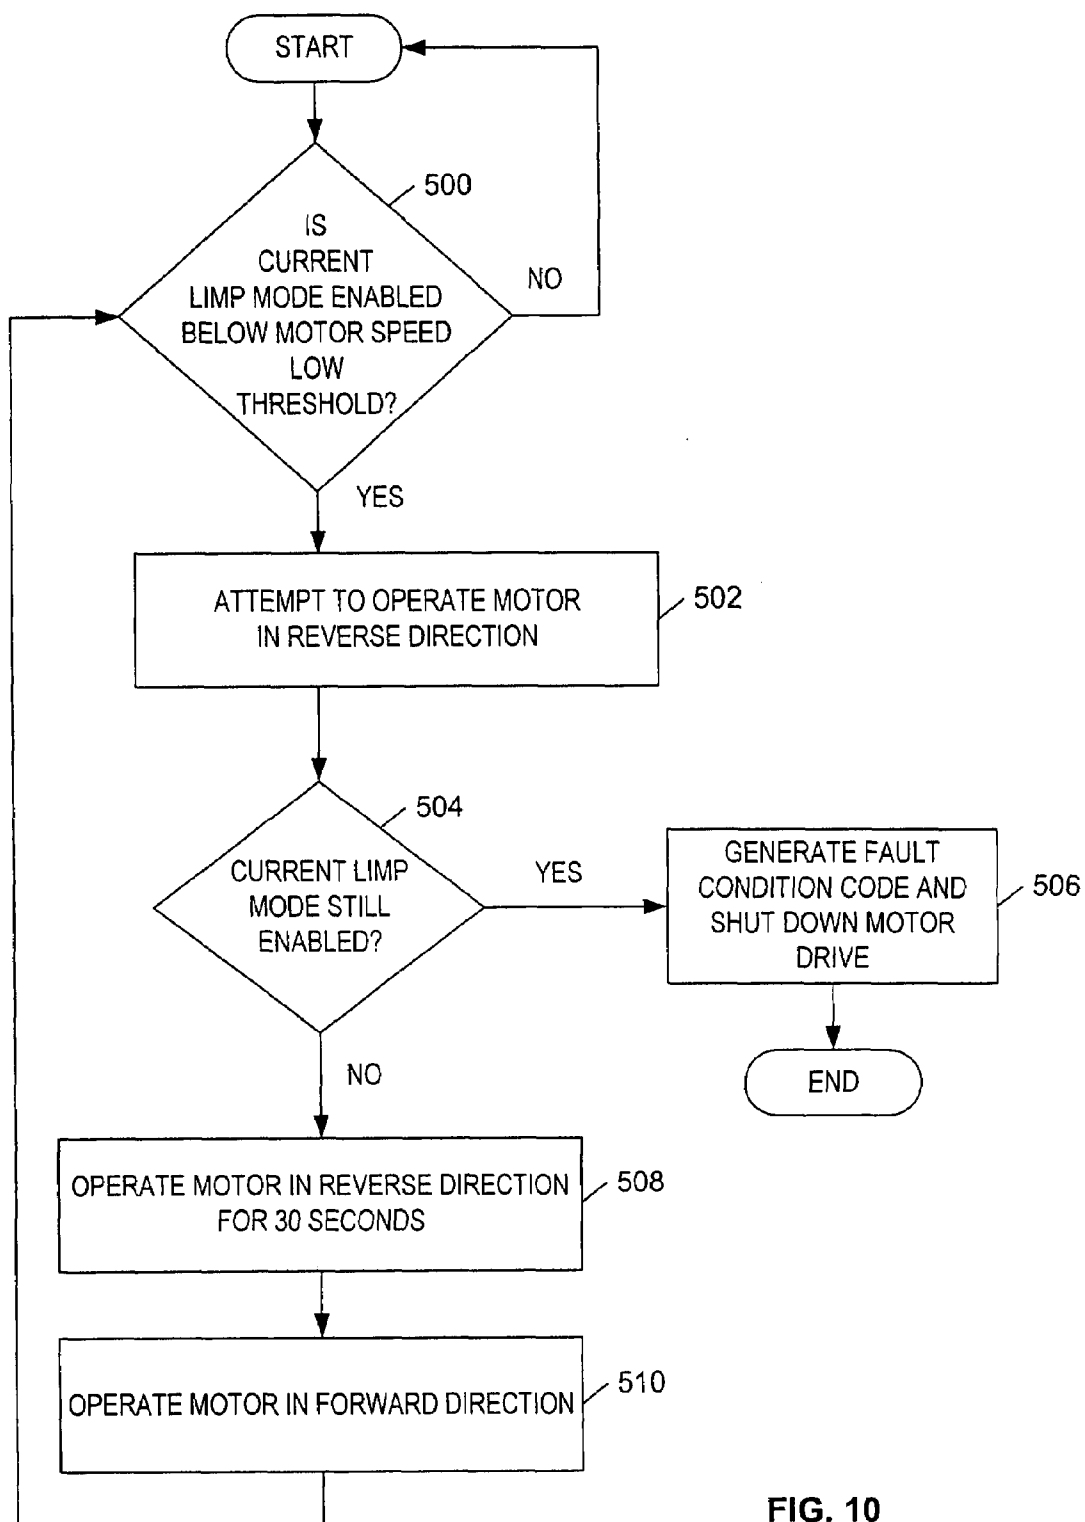 START
500
IS
CURRENT
LIMP MODE ENABLED
BELOW MOTOR SPEED
LOW
THRESHOLD?
NO
YES
ATTEMPT TO OPERATE MOTOR
IN REVERSE DIRECTION
502
504
CURRENT LIMP
MODE STILL
ENABLED?
YES
GENERATE FAULT
CONDITION CODE AND
SHUT DOWN MOTOR
DRIVE
506
END
NO
OPERATE MOTOR IN REVERSE DIRECTION
FOR 30 SECONDS
508
OPERATE MOTOR IN FORWARD DIRECTION
510
FIG. 10